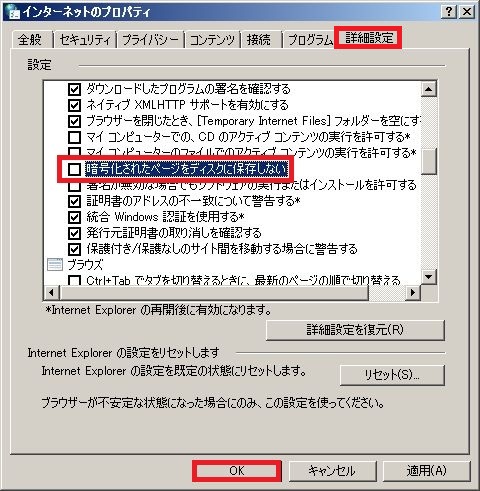 インターネットのプロパティ
全般 セキュリティ プライバシー コンテンツ 接続 プログラム 詳細設定
設定
ダウンロードしたプログラムの署名を確認する
ネイティブ XMLHTTP サポートを有効にする
ブラウザーを閉じたとき、[Temporary Internet Files] フォルダーを空にす
マイ コンピューターでの、CD のアクティブ コンテンツの実行を許可する*
マイ コンピューターのファイルでのアクティブ コンテンツの実行を許可する*
暗号化されたページをディスクに保存しない
署名が無効な場合でもソフトウェアの実行またはインストールを許可する
証明書のアドレスの不一致について警告する*
統合 Windows 認証を使用する*
発行元証明書の取り消しを確認する
保護付き/保護なしのサイト間を移動する場合に警告する
ブラウズ
Ctrl+Tab でタブを切り替えるときに、最新のページの順で切り替える
*Internet Explorer の再開後に有効になります。
詳細設定を復元(R)
Internet Explorer の設定をリセットします
Internet Explorer の設定を既定の状態にリセットします。
リセット(S)...
ブラウザーが不安定な状態になった場合にのみ、この設定を使ってください。
OK キャンセル 適用(A)